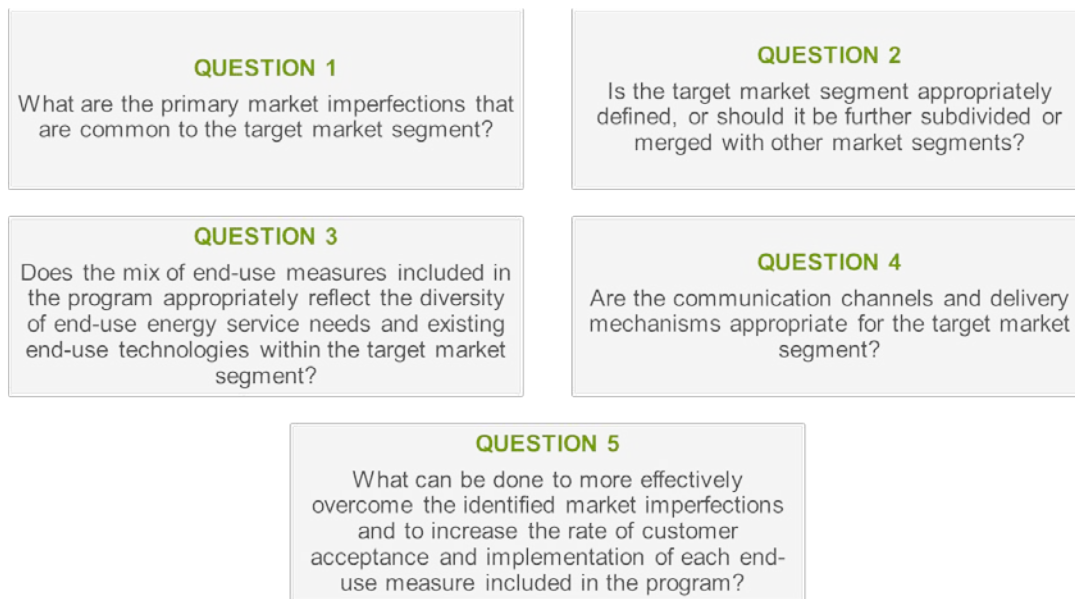 QUESTION 1
What are the primary market imperfections that
are common to the target market segment?
QUESTION 2
Is the target market segment appropriately
defined, or should it be further subdivided or
merged with other market segments?
QUESTION 3
Does the mix of end-use measures included in
the program appropriately reflect the diversity
of end-use energy service needs and existing
end-use technologies within the target market
segment?
QUESTION 4
Are the communication channels and delivery
mechanisms appropriate for the target market
segment?
QUESTION 5
What can be done to more effectively
overcome the identified market imperfections
and to increase the rate of customer
acceptance and implementation of each end-
use measure included in the program?